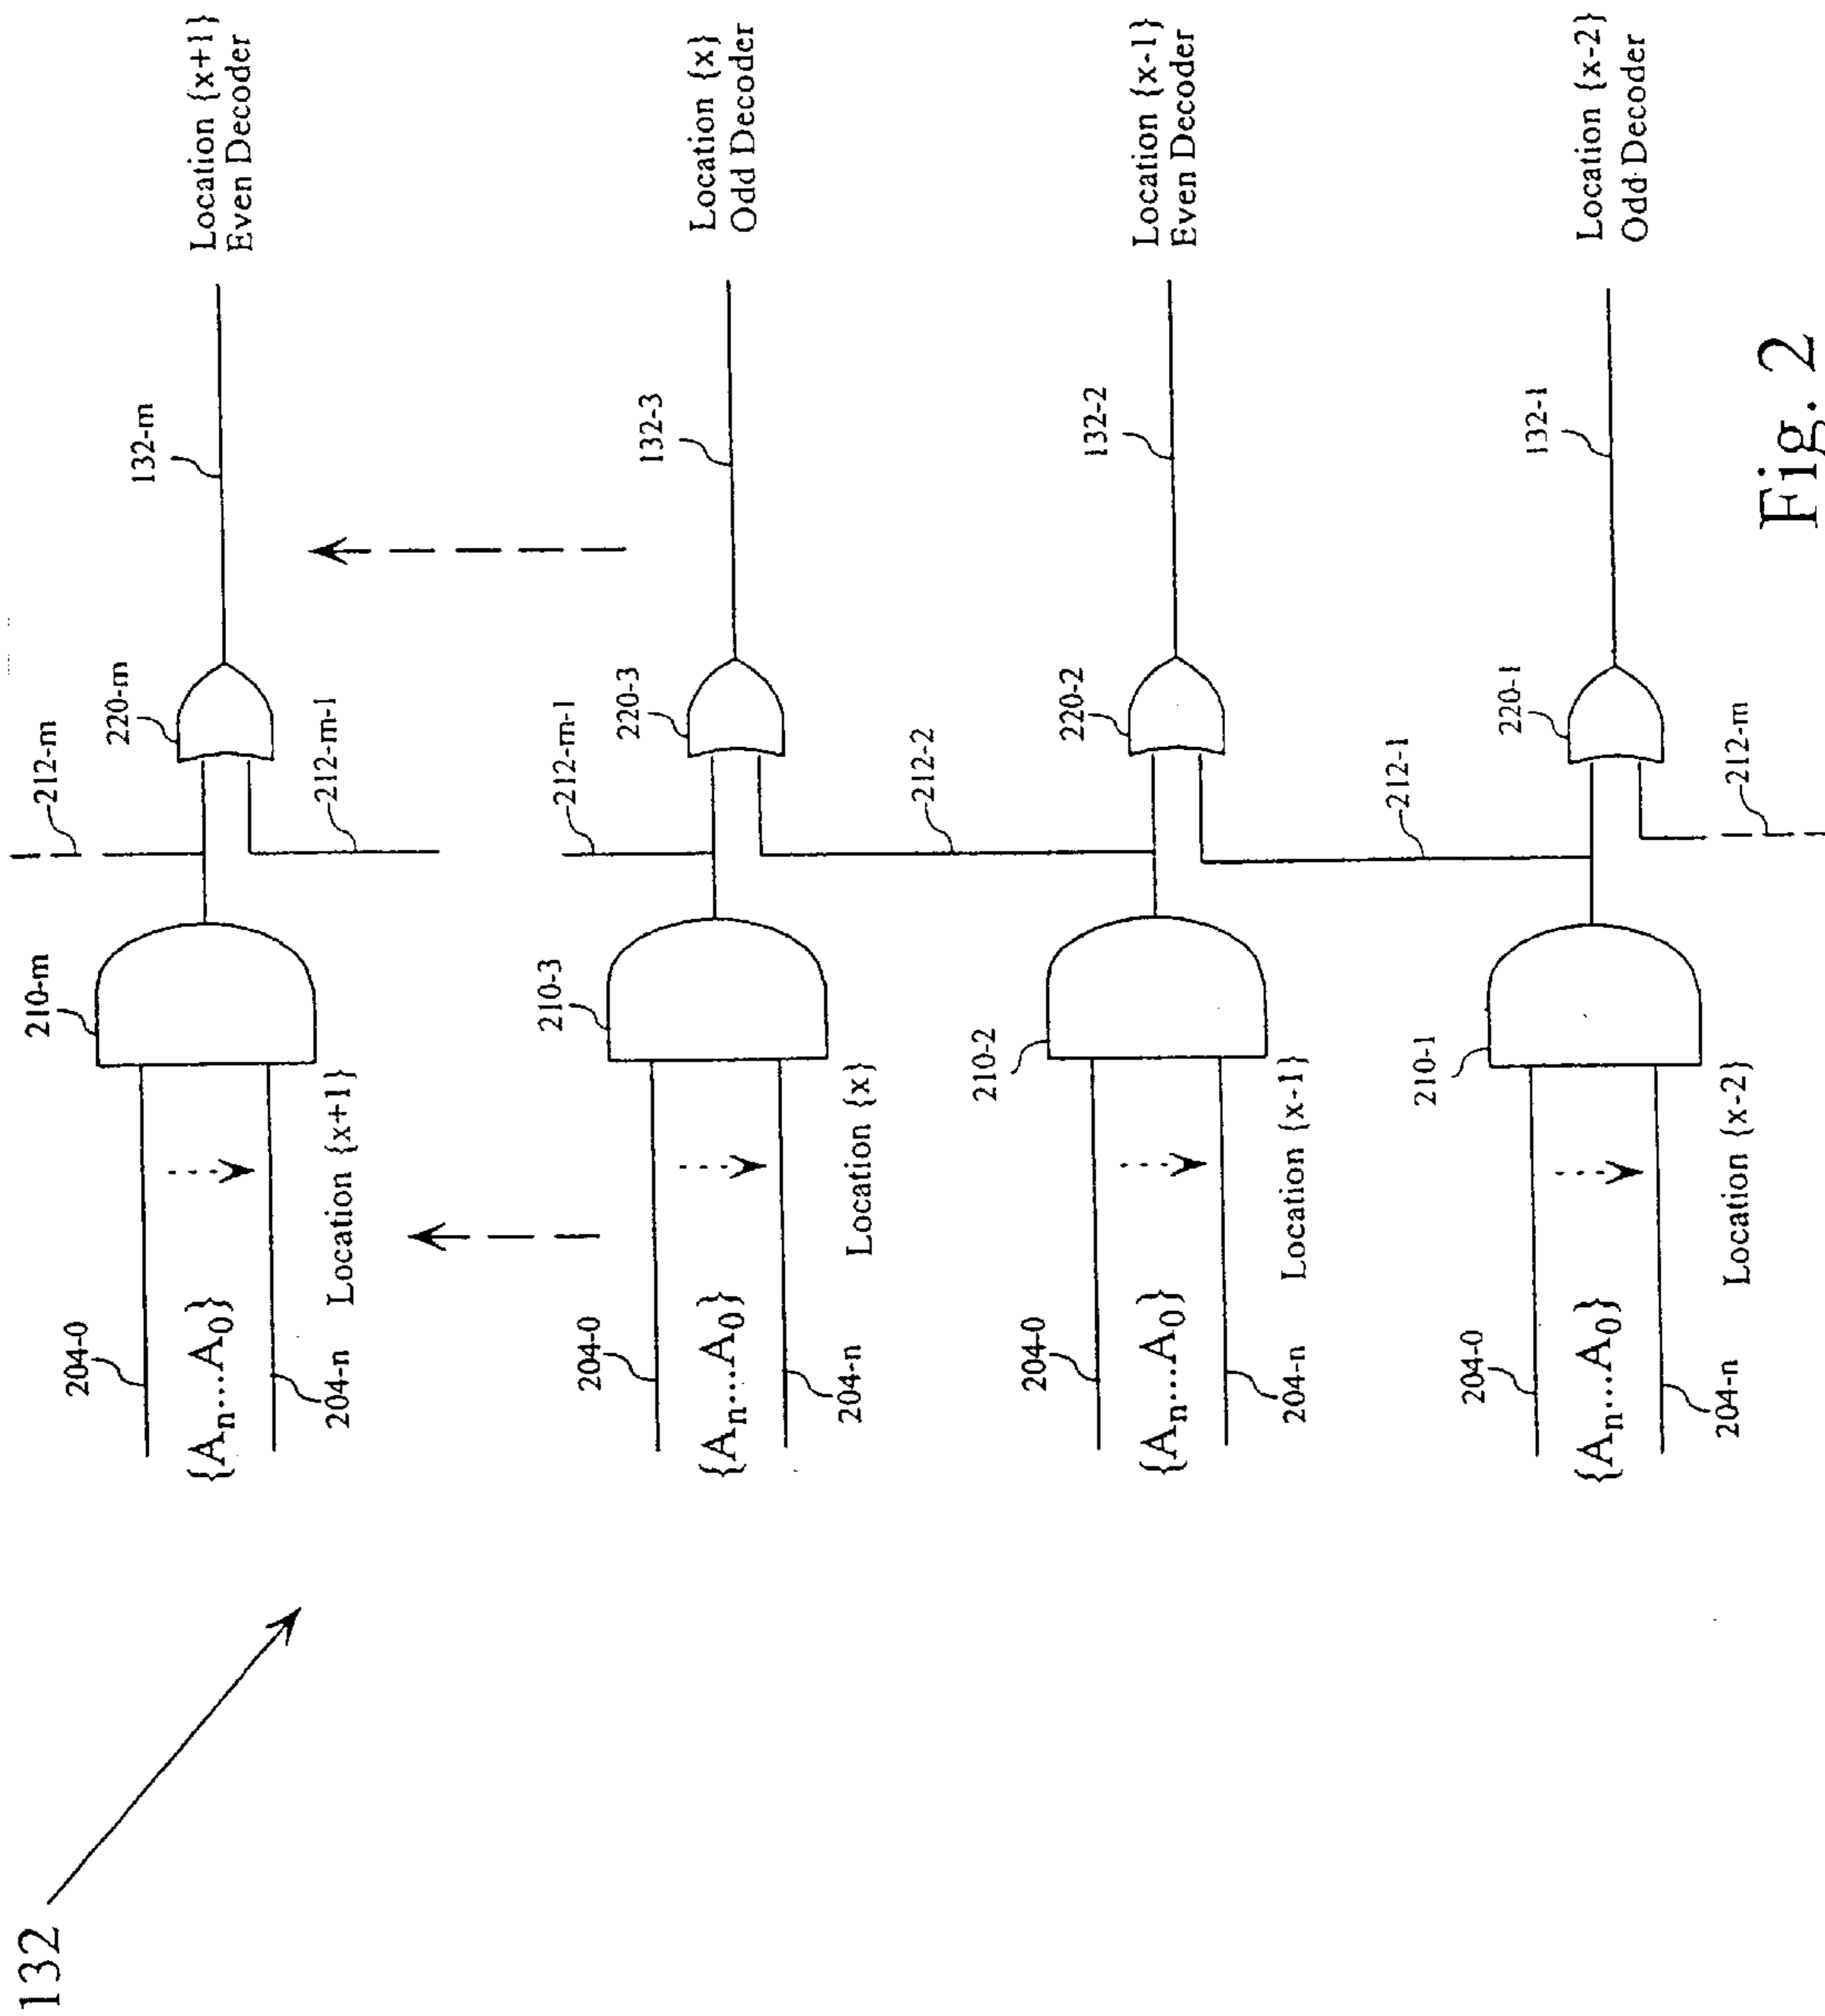 132
212-m
210-m
220-m
132-m
Location {x+1}
Even Decoder
204-0
{An...A0}
204-n
Location {x+1}
212-m-1
212-m-1
210-3
220-3
132-3
Location {x}
Odd Decoder
204-0
{An...A0}
204-n
Location {x}
212-2
210-2
220-2
132-2
Location {x-1}
Even Decoder
204-0
{An...A0}
204-n
Location {x-1}
212-1
210-1
220-1
132-1
Location {x-2}
Odd Decoder
204-0
{An...A0}
204-n
Location {x-2}
212-m
Fig. 2